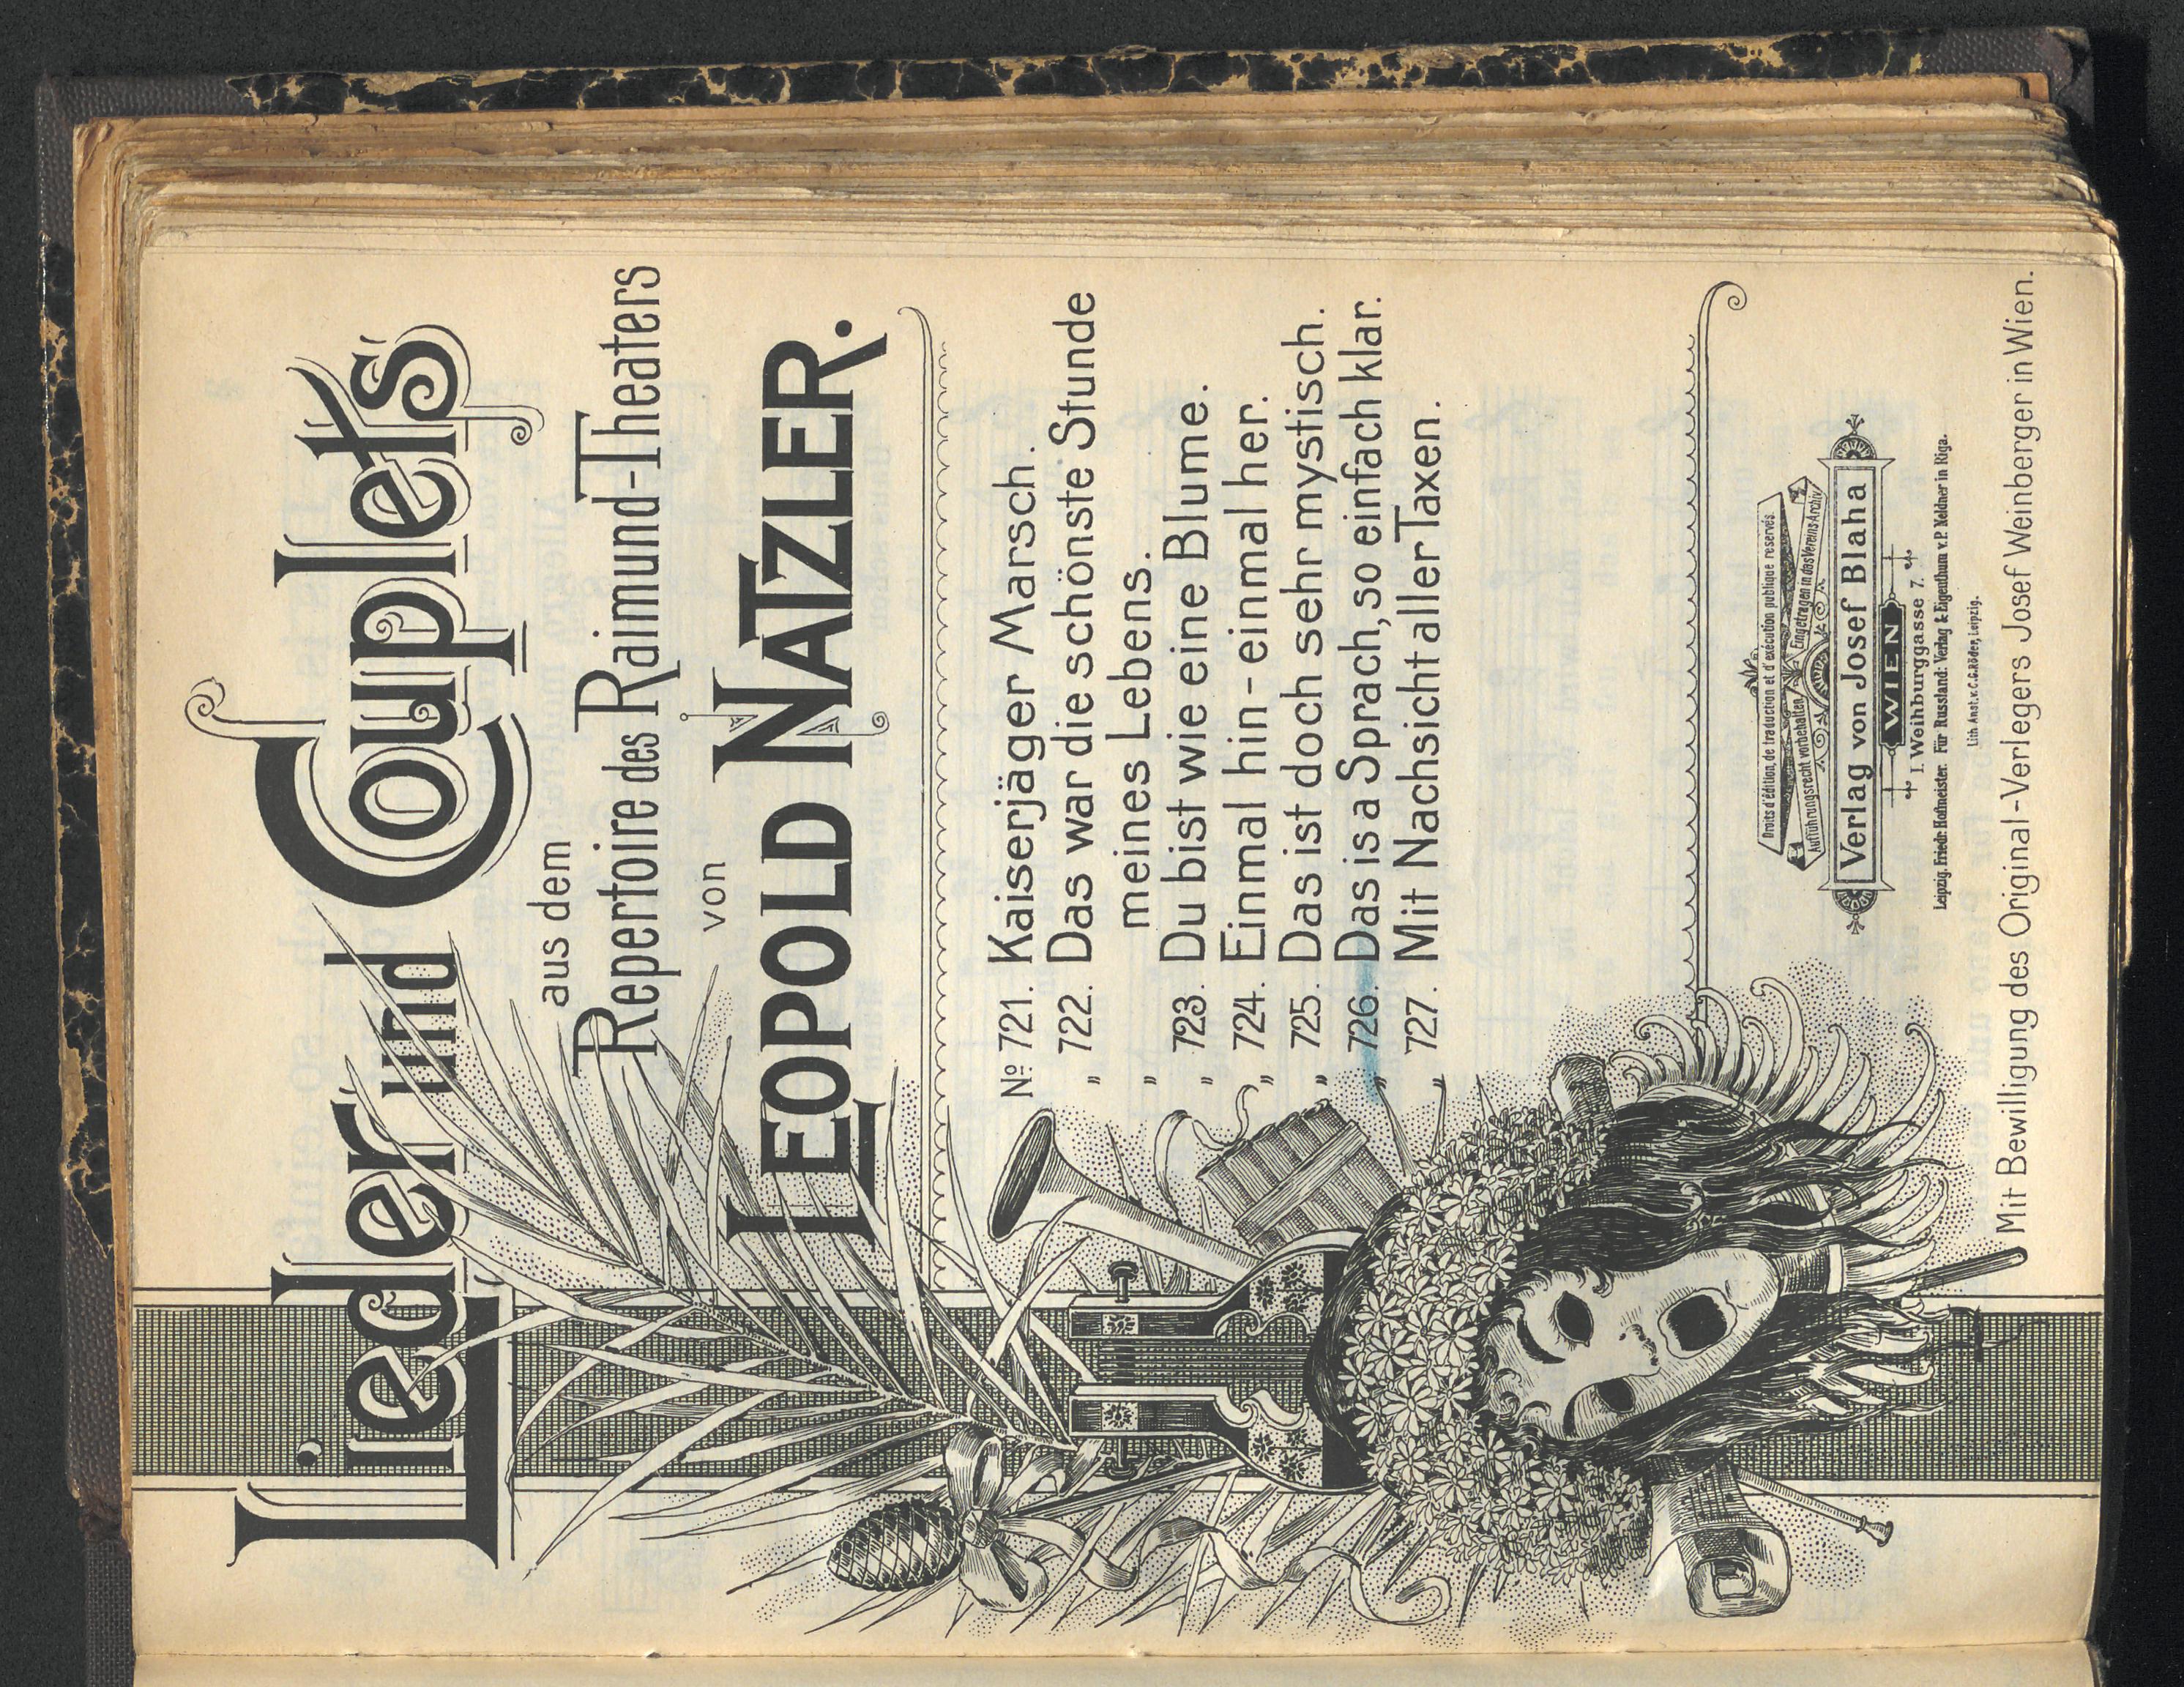 Lieder und Couplets
aus dem
Repertoire des Raimund-Theaters
von
LEOPOLD NATZLER.
No 721. Kaiserjäger Marsch.
„ 722. Das war die schönste Stunde
„ meines Lebens.
„ 723. Du bist wie eine Blume.
„ 724. Einmal hin - einmal her.
„ 725. Das ist doch sehr mystisch.
„ 726. Das is a Sprach, so einfach klar.
„ 727. Mit Nachsicht aller Taxen.
Droits d'édition, de traduction et d'exécution publique reservés.
Aufführungsrecht vorbehalten. Eingetragen in das Vereins Archiv.
Verlag von Josef Blaha
WIEN
I. Weihburggasse 7.
Leipzig. Friedr. Hofmeister. Für Russland: Verlag & Eigenthum v. P. Neldner in Riga.
Lith. Anst. v. C. G. Röder, Leipzig.
Mit Bewilligung des Original-Verlegers Josef Weinberger in Wien.